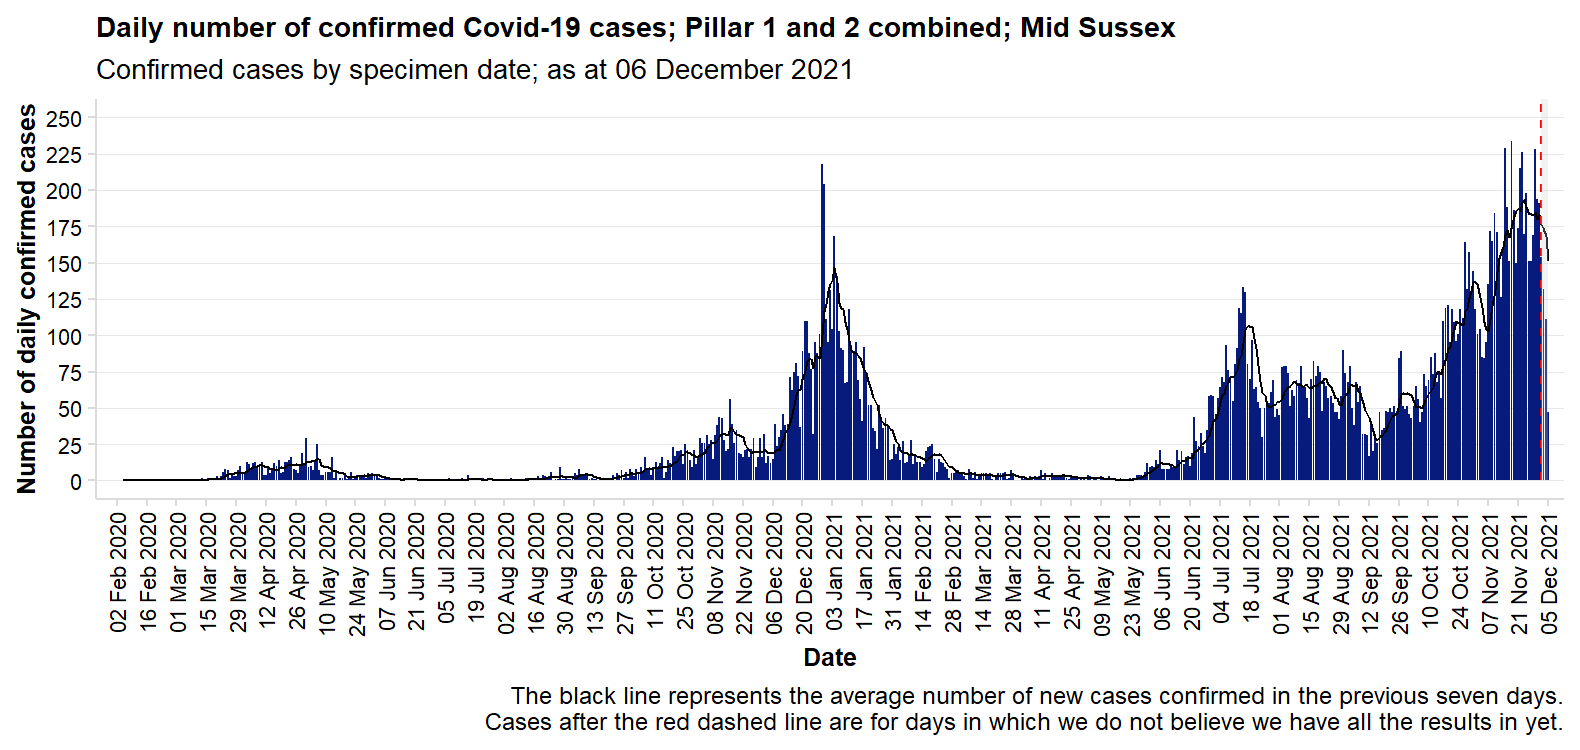 Daily number of confirmed Covid-19 cases; Pillar 1 and 2 combined; Mid Sussex
Confirmed cases by specimen date; as at 06 December 2021
Number of daily confirmed cases
250
225
200
175
150
125
100
75
50
25
0
02 Feb 2020
16 Feb 2020
01 Mar 2020
15 Mar 2020
29 Mar 2020
12 Apr 2020
26 Apr 2020
10 May 2020
24 May 2020
07 Jun 2020
21 Jun 2020
05 Jul 2020
19 Jul 2020
02 Aug 2020
16 Aug 2020
30 Aug 2020
13 Sep 2020
27 Sep 2020
11 Oct 2020
25 Oct 2020
08 Nov 2020
22 Nov 2020
06 Dec 2020
20 Dec 2020
03 Jan 2021
17 Jan 2021
31 Jan 2021
14 Feb 2021
28 Feb 2021
14 Mar 2021
28 Mar 2021
11 Apr 2021
25 Apr 2021
09 May 2021
23 May 2021
06 Jun 2021
20 Jun 2021
04 Jul 2021
18 Jul 2021
01 Aug 2021
15 Aug 2021
29 Aug 2021
12 Sep 2021
26 Sep 2021
10 Oct 2021
24 Oct 2021
07 Nov 2021
21 Nov 2021
05 Dec 2021
Date
The black line represents the average number of new cases confirmed in the previous seven days.
Cases after the red dashed line are for days in which we do not believe we have all the results in yet.